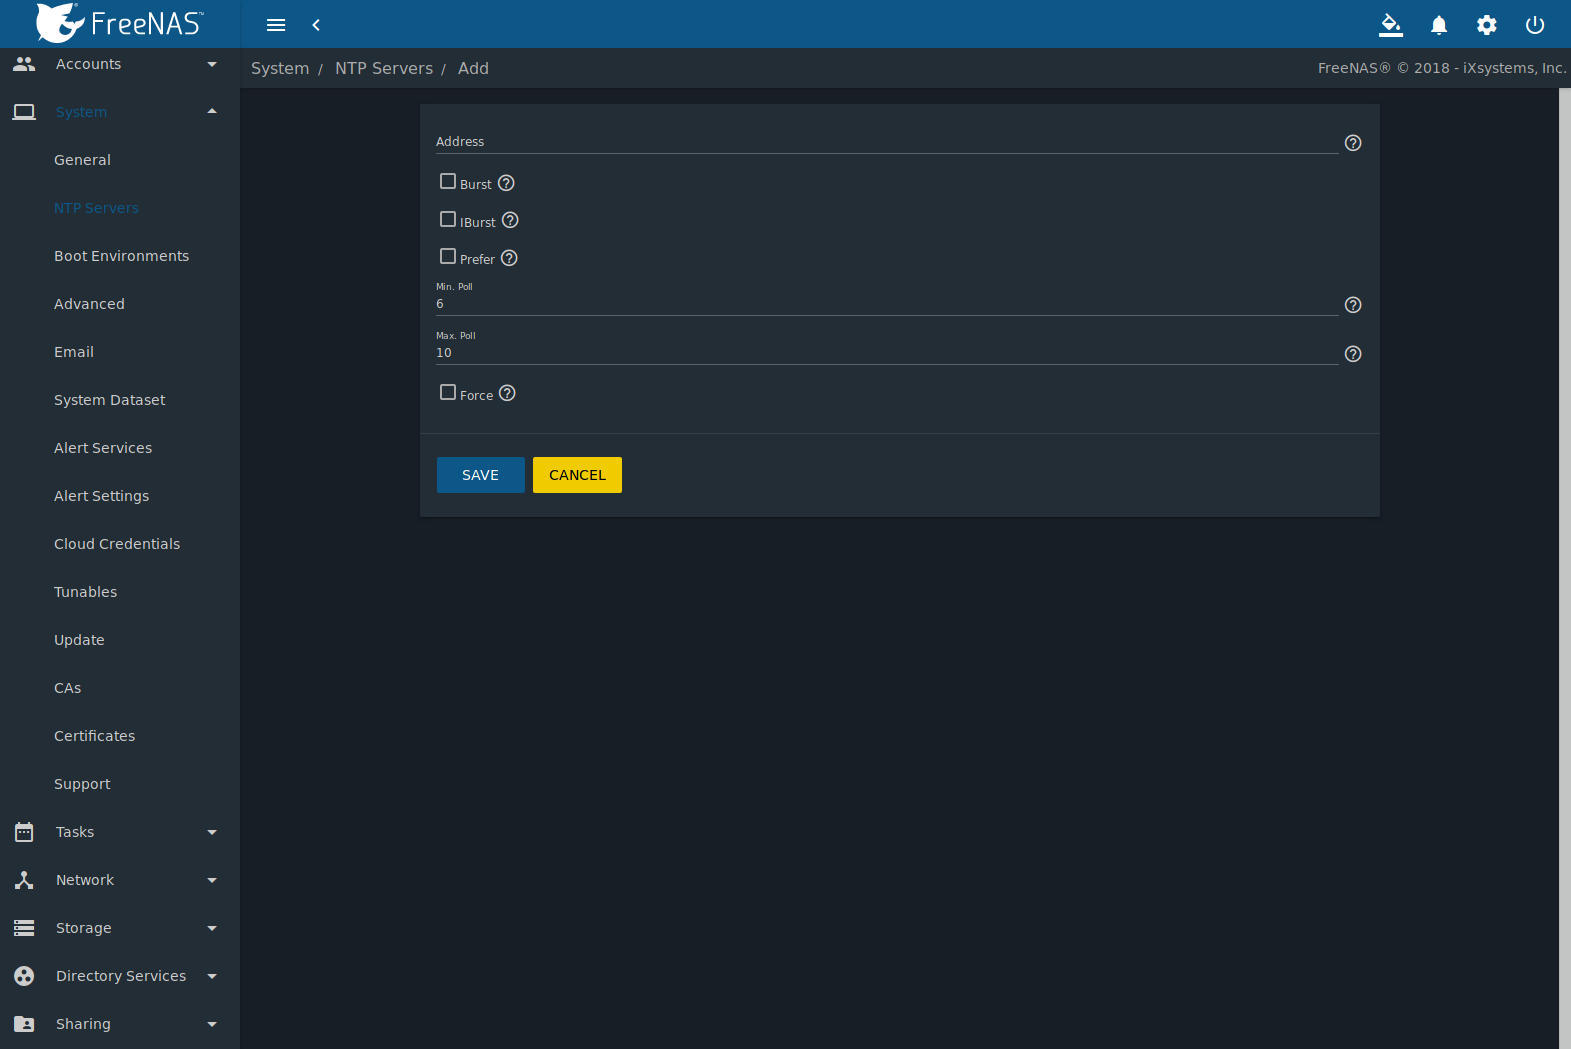 FreeNAS™
System / NTP Servers / Add
FreeNAS® © 2018 - iXsystems, Inc.
Accounts
System
General
NTP Servers
Boot Environments
Advanced
Email
System Dataset
Alert Services
Alert Settings
Cloud Credentials
Tunables
Update
CAs
Certificates
Support
Tasks
Network
Storage
Directory Services
Sharing
Address
Burst
IBurst
Prefer
Min. Poll
6
Max. Poll
10
Force
SAVE CANCEL